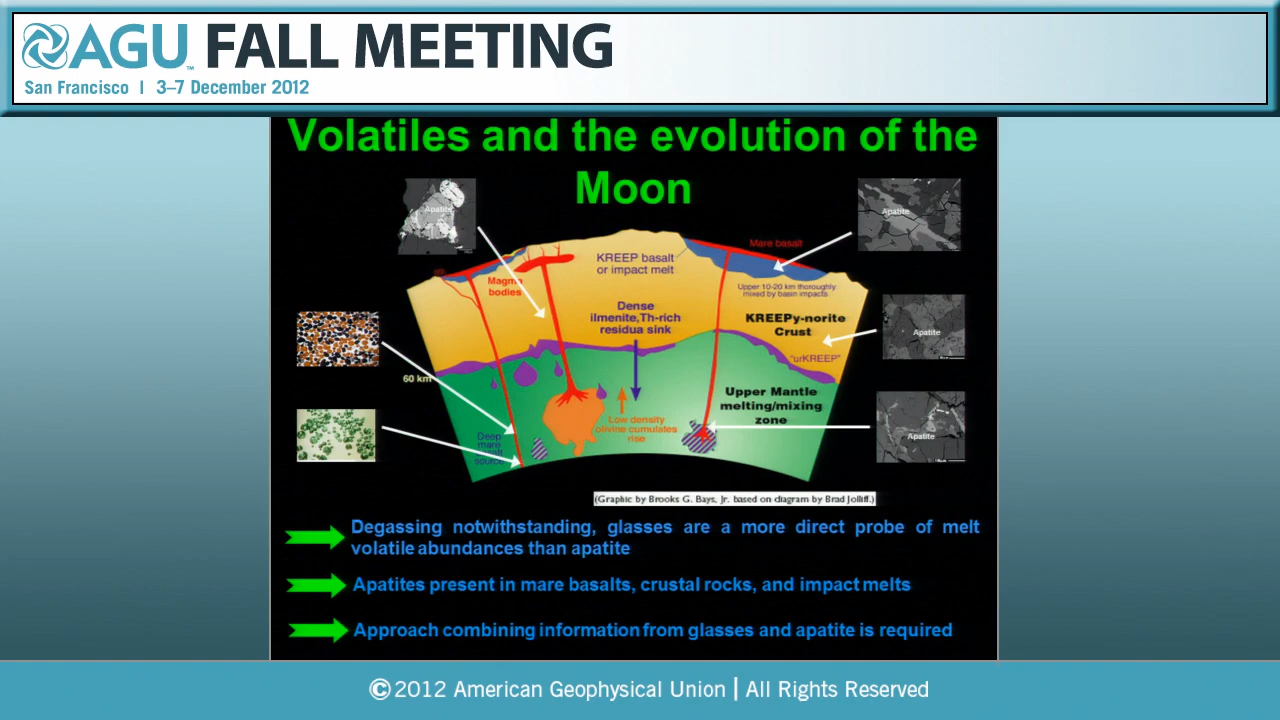 AGU FALL MEETING
San Francisco | 3–7 December 2012
Volatiles and the evolution of the
Moon
Apatite
Apatite
Mare basalt
KREEP basalt
or impact melt
Magma
bodies
Upper 10-20 km thoroughly
mixed by basin impacts
Dense
ilmenite,Th-rich
residua sink
KREEPy-norite
Crust
Apatite
"urKREEP"
60 km
Upper Mantle
melting/mixing
zone
Low density
olivine cumulates
rise
Deep
mare
source
Apatite
(Graphic by Brooks G. Bays, Jr. based on diagram by Brad Jolliff.)
Degassing notwithstanding, glasses are a more direct probe of melt
volatile abundances than apatite
Apatites present in mare basalts, crustal rocks, and impact melts
Approach combining information from glasses and apatite is required
©2012 American Geophysical Union | All Rights Reserved